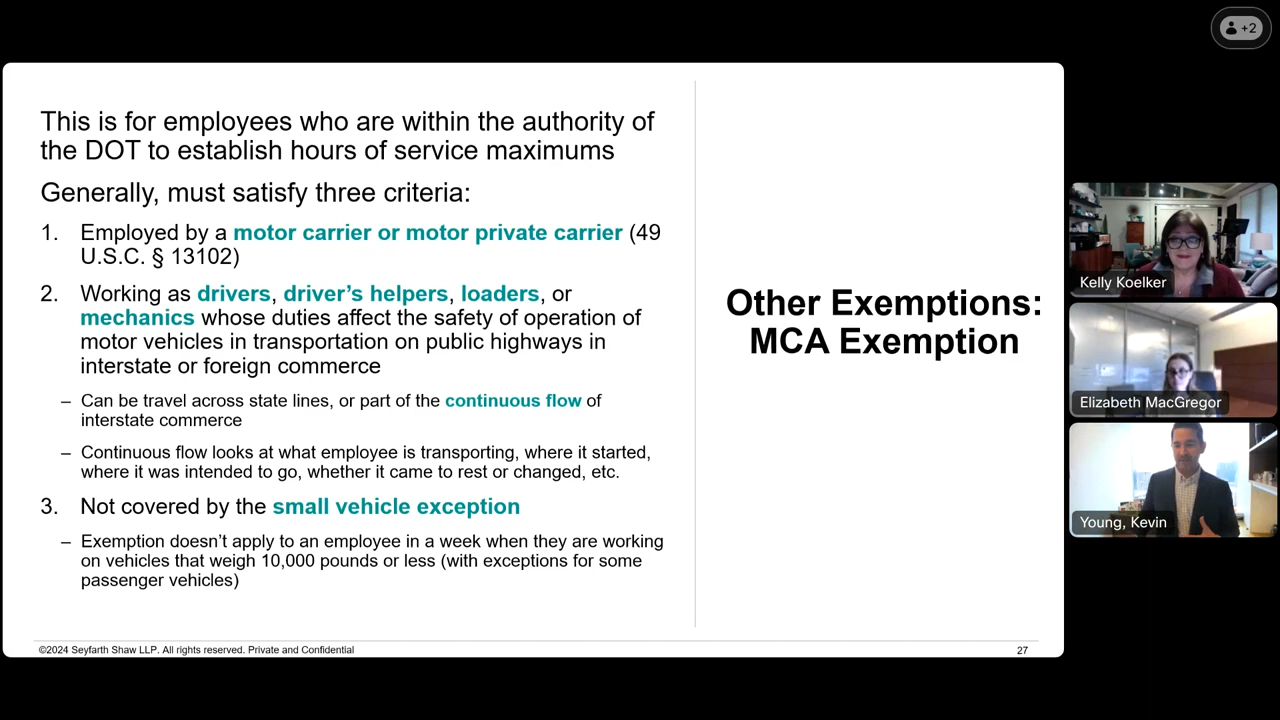 +2
This is for employees who are within the authority of
the DOT to establish hours of service maximums
Generally, must satisfy three criteria:
1. Employed by a motor carrier or motor private carrier (49
U.S.C. § 13102)
2. Working as drivers, driver’s helpers, loaders, or
mechanics whose duties affect the safety of operation of
motor vehicles in transportation on public highways in
interstate or foreign commerce
– Can be travel across state lines, or part of the continuous flow of
interstate commerce
– Continuous flow looks at what employee is transporting, where it started,
where it was intended to go, whether it came to rest or changed, etc.
3. Not covered by the small vehicle exception
– Exemption doesn’t apply to an employee in a week when they are working
on vehicles that weigh 10,000 pounds or less (with exceptions for some
passenger vehicles)
Other Exemptions:
MCA Exemption
©2024 Seyfarth Shaw LLP. All rights reserved. Private and Confidential
27
Kelly Koelker
Elizabeth MacGregor
Young, Kevin